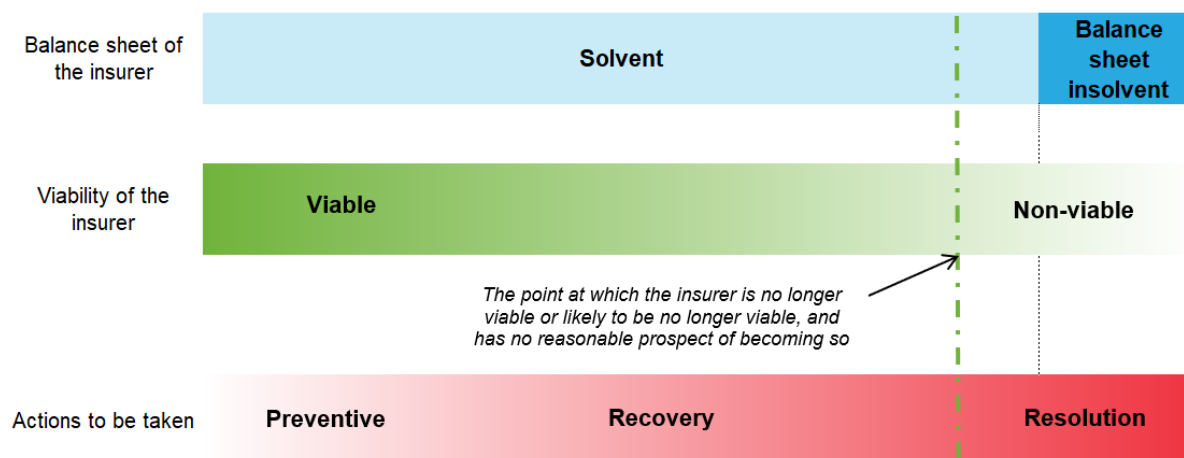 Balance sheet of
the insurer
Solvent
Balance
sheet
insolvent
Viability of the
insurer
Viable
Non-viable
The point at which the insurer is no longer
viable or likely to be no longer viable, and
has no reasonable prospect of becoming so
Actions to be taken
Preventive
Recovery
Resolution